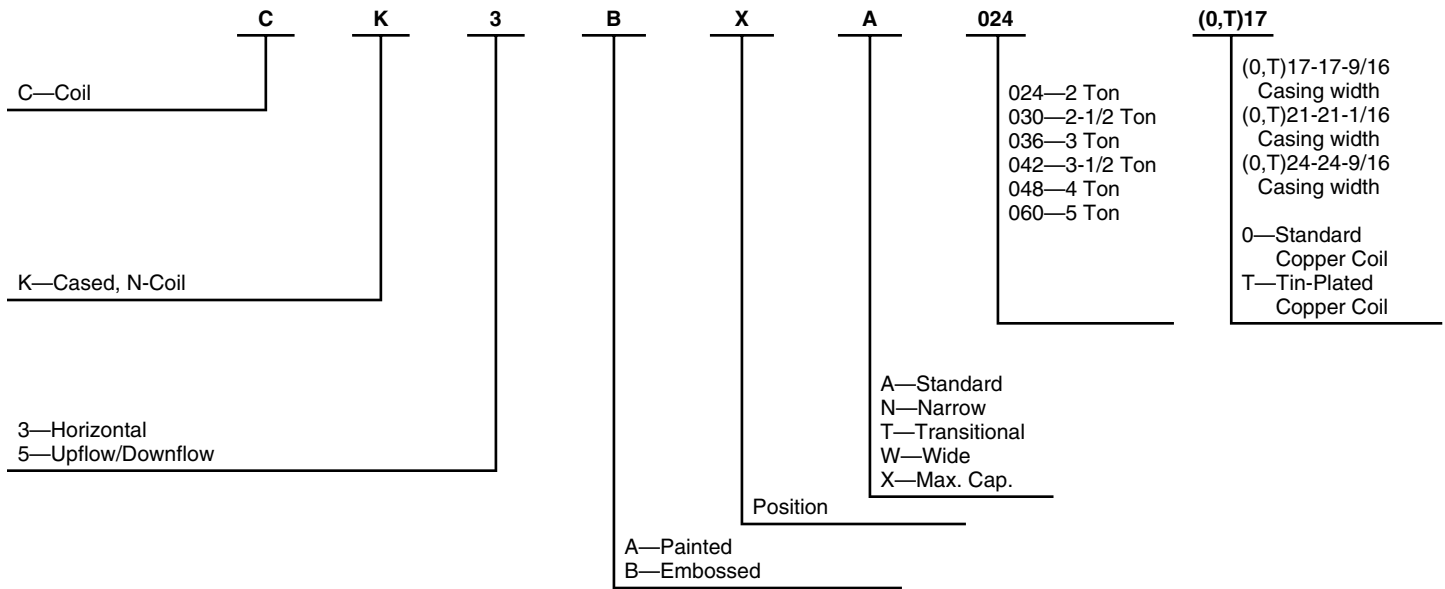 C K 3 B X A 024 (0,T)17
C—Coil
K—Cased, N-Coil
3—Horizontal
5—Upflow/Downflow
A—Painted
B—Embossed
Position
A—Standard
N—Narrow
T—Transitional
W—Wide
X—Max. Cap.
024—2 Ton
030—2-1/2 Ton
036—3 Ton
042—3-1/2 Ton
048—4 Ton
060—5 Ton
(0,T)17-17-9/16
Casing width
(0,T)21-21-1/16
Casing width
(0,T)24-24-9/16
Casing width
0—Standard
Copper Coil
T—Tin-Plated
Copper Coil